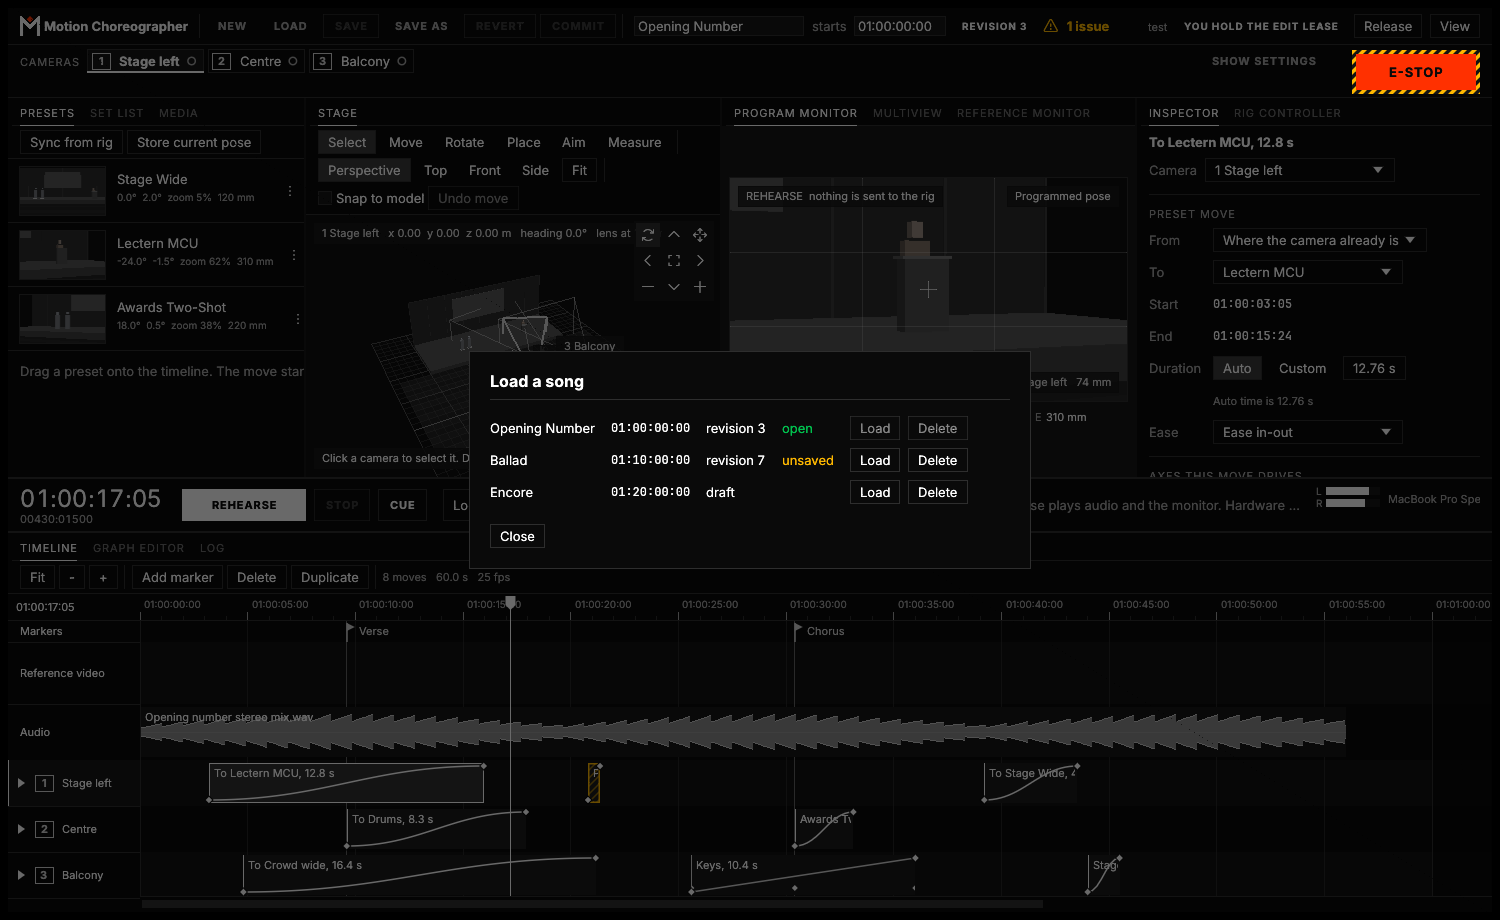 Motion Choreographer NEW LOAD SAVE SAVE AS REVERT COMMIT Opening Number starts 01:00:00:00 REVISION 3 1 issue test YOU HOLD THE EDIT LEASE Release View
CAMERAS 1 Stage left 2 Centre 3 Balcony SHOW SETTINGS
E-STOP
PRESETS SET LIST MEDIA
Sync from rig Store current pose
Stage Wide
0.0° 2.0° zoom 5% 120 mm
Lectern MCU
-24.0° -1.5° zoom 62% 310 mm
Awards Two-Shot
18.0° 0.5° zoom 38% 220 mm
Drag a preset onto the timeline. The move star
STAGE
Select Move Rotate Place Aim Measure
Perspective Top Front Side Fit
Snap to model Undo move
1 Stage left x 0.00 y 0.00 z 0.00 m heading 0.0° lens at
3 Balcony
Click a camera to select it. D
PROGRAM MONITOR MULTIVIEW REFERENCE MONITOR
REHEARSE nothing is sent to the rig Programmed pose
age left 74 mm
E 310 mm
INSPECTOR RIG CONTROLLER
To Lectern MCU, 12.8 s
Camera 1 Stage left
PRESET MOVE
From Where the camera already is
To Lectern MCU
Start 01:00:03:05
End 01:00:15:24
Duration Auto Custom 12.76 s
Auto time is 12.76 s
Ease Ease in-out
AXES THIS MOVE DRIVES
Load a song
Opening Number 01:00:00:00 revision 3 open Load Delete
Ballad 01:10:00:00 revision 7 unsaved Load Delete
Encore 01:20:00:00 draft Load Delete
Close
01:00:17:05
00430:01500
REHEARSE STOP CUE Lo
se plays audio and the monitor. Hardware ...
L
R
MacBook Pro Spe
TIMELINE GRAPH EDITOR LOG
Fit - + Add marker Delete Duplicate 8 moves 60.0 s 25 fps
01:00:17:05 01:00:00:00 01:00:05:00 01:00:10:00 01:00:15:00 01:00:20:00 01:00:25:00 01:00:30:00 01:00:35:00 01:00:40:00 01:00:45:00 01:00:50:00 01:00:55:00 01:01:00:00
Markers Verse Chorus
Reference video
Opening number stereo mix.wav
Audio
To Lectern MCU, 12.8 s To Stage Wide, 4
1 Stage left
To Drums, 8.3 s Awards Tw
2 Centre
To Crowd wide, 16.4 s Keys, 10.4 s Stag
3 Balcony